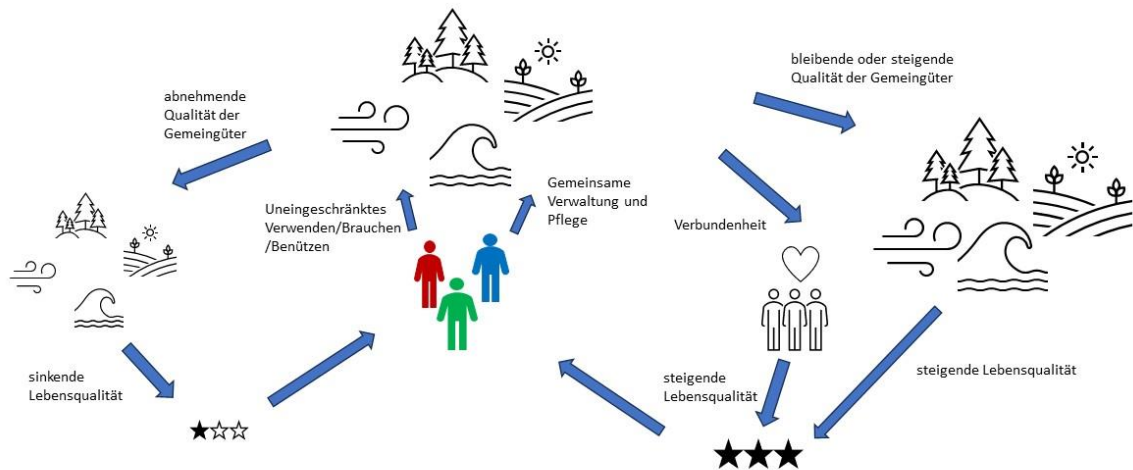 abnehmende
Qualität der
Gemeingüter
Uneingeschränktes
Verwenden/Brauchen
/Benützen
Gemeinsame
Verwaltung und
Pflege
bleibende oder steigende
Qualität der Gemeingüter
Verbundenheit
sinkende
Lebensqualität
steigende
Lebensqualität
steigende Lebensqualität